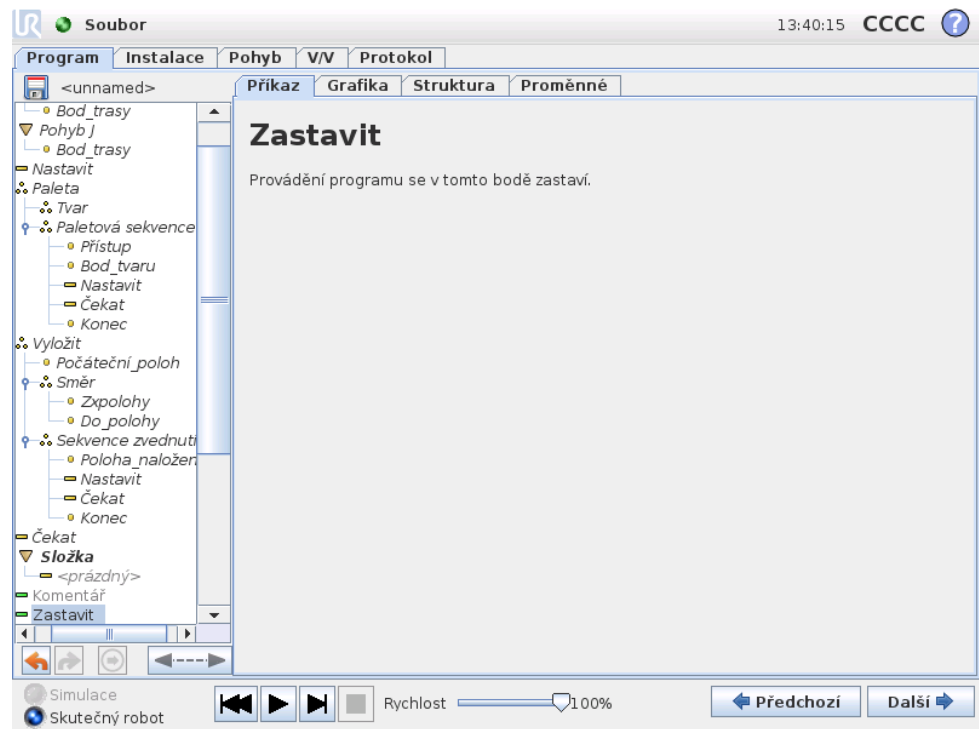 UR Soubor 13:40:15 CCCC ?
Program Instalace Pohyb V/V Protokol
<unnamed>
Příkaz Grafika Struktura Proměnné
Bod_trasy
Pohyb J
Bod_trasy
Nastavit
Paleta
Tvar
Paletová sekvence
Přístup
Bod_tvaru
Nastavit
Čekat
Konec
Vyložit
Počáteční_poloh
Směr
Zxpolohy
Do_polohy
Sekvence zvednuti
Poloha_naložen
Nastavit
Čekat
Konec
Čekat
Složka
<prázdný>
Komentář
Zastavit
Zastavit
Provádění programu se v tomto bodě zastaví.
Simulace
Skutečný robot
Rychlost 100%
Předchozí Další